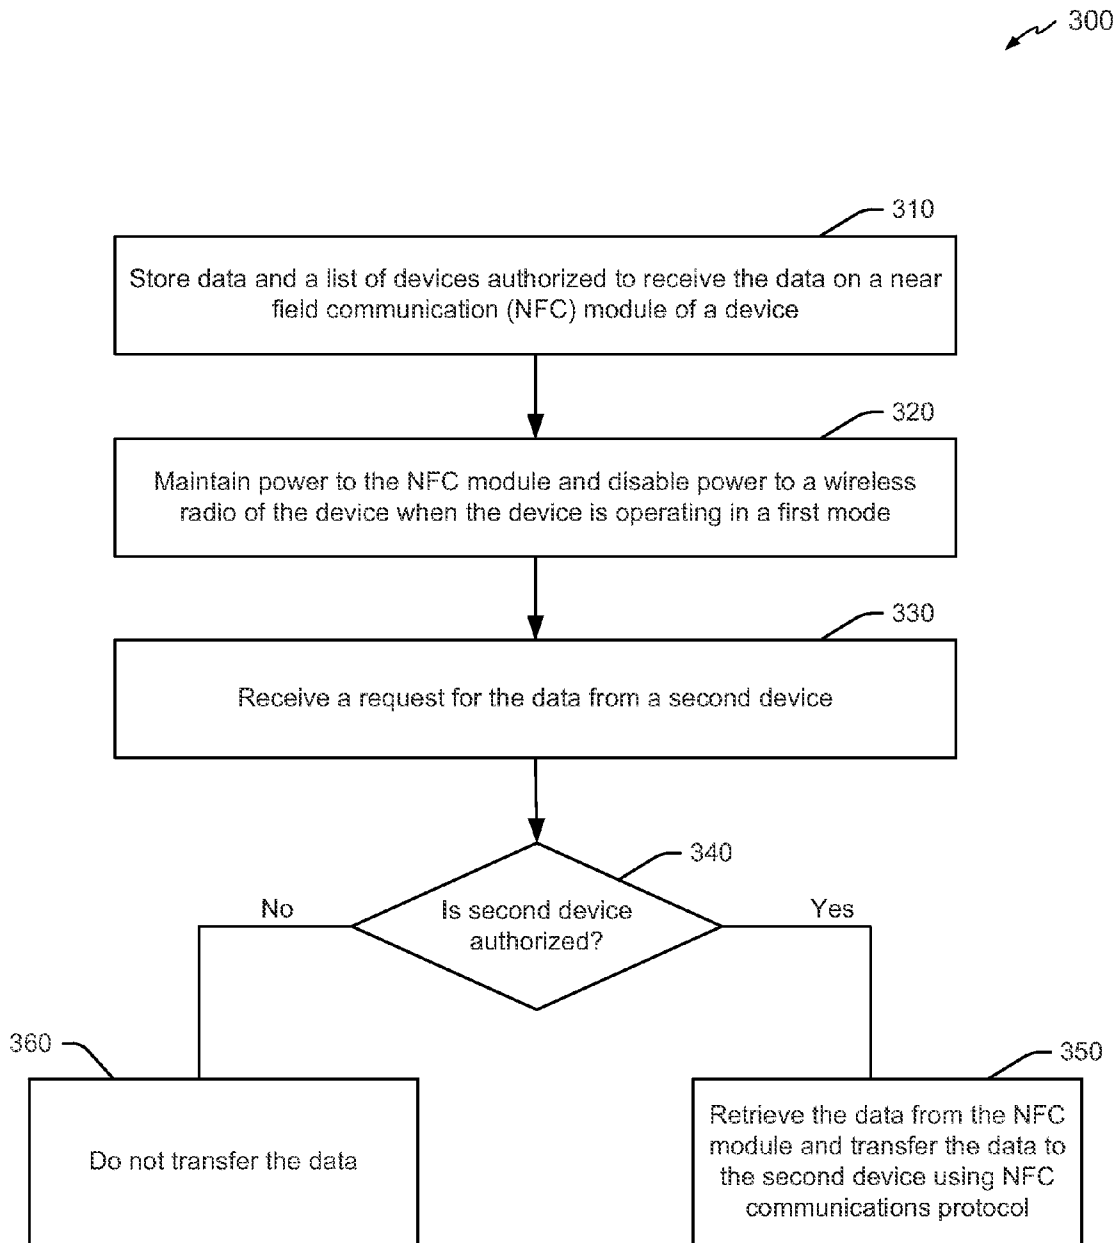 300
310
Store data and a list of devices authorized to receive the data on a near
field communication (NFC) module of a device
320
Maintain power to the NFC module and disable power to a wireless
radio of the device when the device is operating in a first mode
330
Receive a request for the data from a second device
340
Is second device
authorized?
No
Yes
360
Do not transfer the data
350
Retrieve the data from the NFC
module and transfer the data to
the second device using NFC
communications protocol